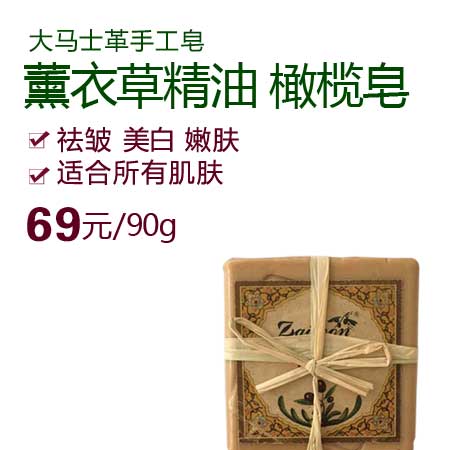 大马士革手工皂
薰衣草精油 橄榄皂
祛皱 美白 嫩肤
适合所有肌肤
69元/90g